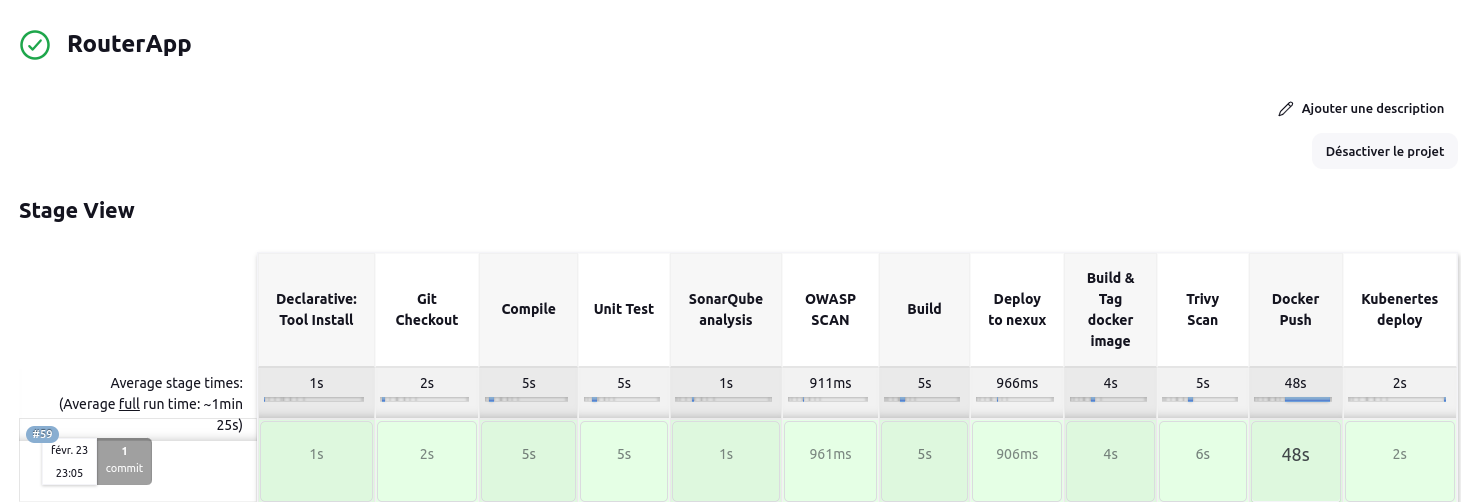 RouterApp
Ajouter une description
Désactiver le projet
Stage View
Declarative:
Tool Install
Git
Checkout
Compile
Unit Test
SonarQube
analysis
OWASP
SCAN
Build
Deploy
to nexux
Build &
Tag
docker
image
Trivy
Scan
Docker
Push
Kubenertes
deploy
Average stage times:
(Average full run time: ~1min
25s)
1s 2s 5s 5s 1s 911ms 5s 966ms 4s 5s 48s 2s
#59
févr. 23
23:05
1
commit
1s 2s 5s 5s 1s 961ms 5s 906ms 4s 6s 48s 2s